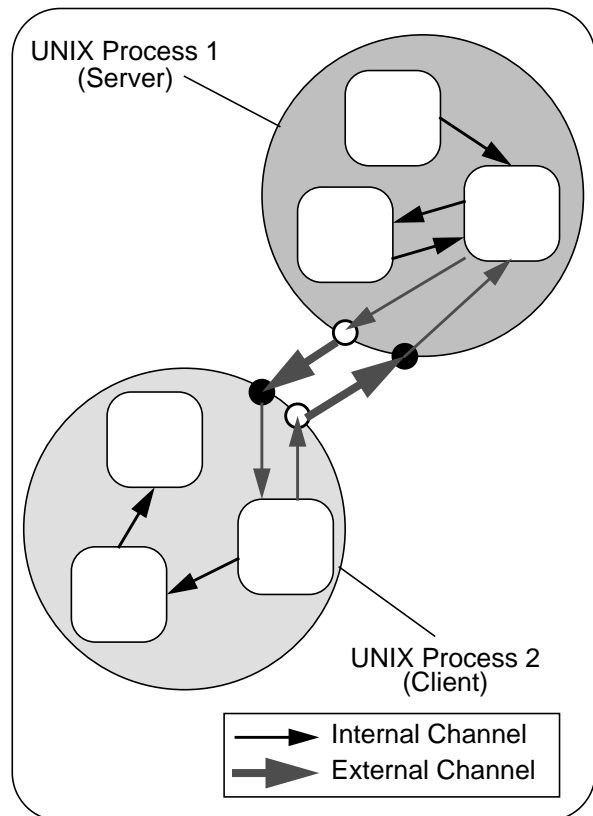 UNIX Process 1
(Server)
UNIX Process 2
(Client)
Internal Channel
External Channel